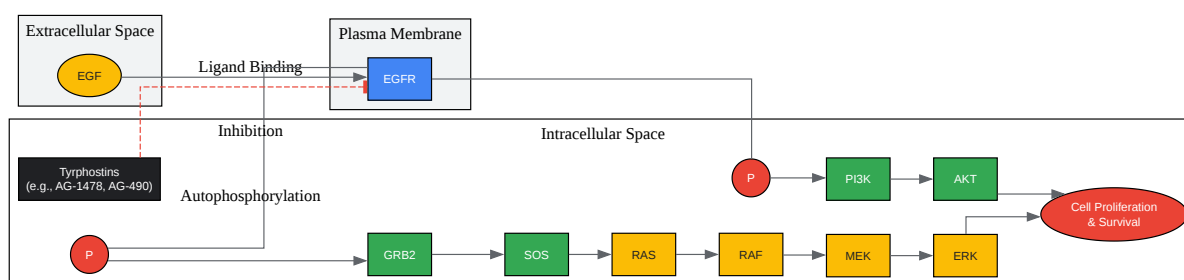 Extracellular Space
Plasma Membrane
EGF
Ligand Binding
EGFR
Inhibition
Intracellular Space
Tyrphostins
(e.g., AG-1478, AG-490)
Autophosphorylation
P
PI3K
AKT
Cell Proliferation
& Survival
P
GRB2
SOS
RAS
RAF
MEK
ERK